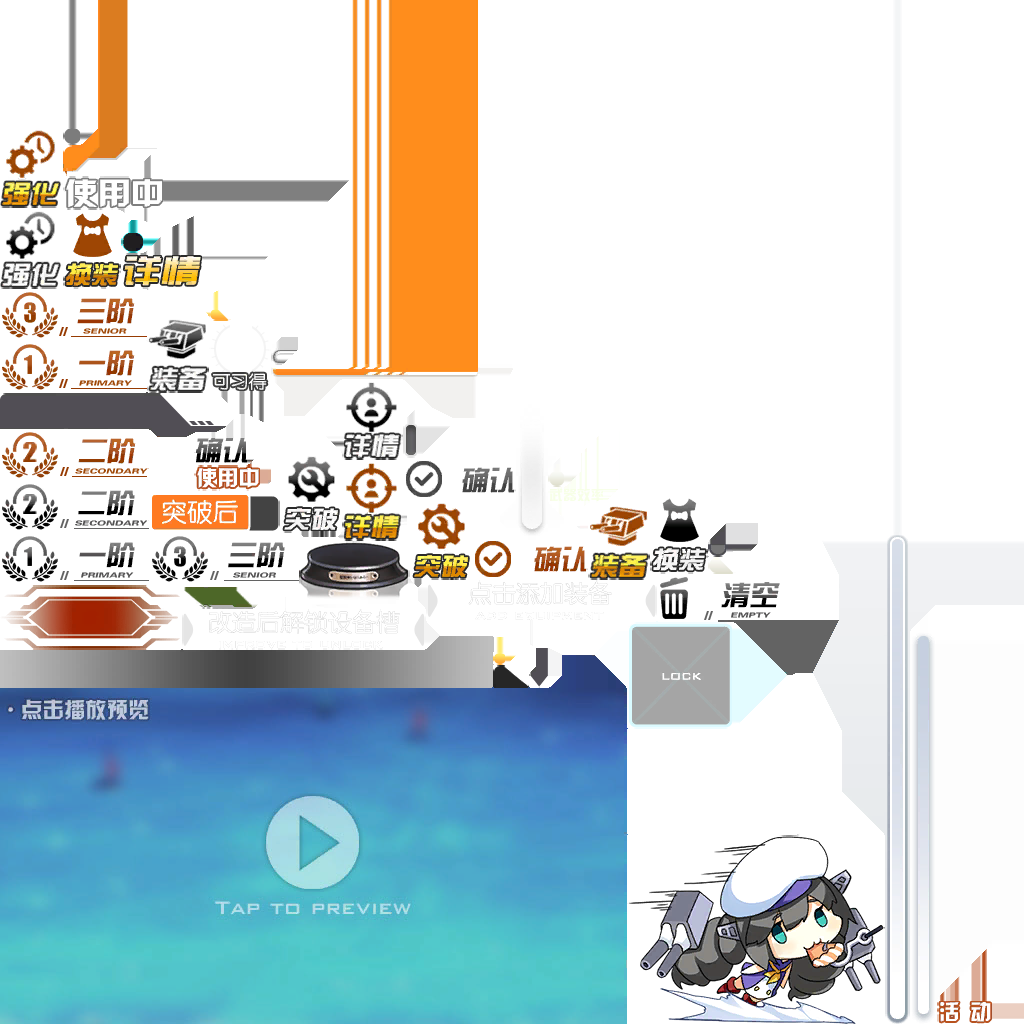 强化
使用中
强化
换装
详情
3
三阶
SENIOR
1
一阶
PRIMARY
装备
可习得
详情
2
二阶
SECONDARY
确认
使用中
确认
2
二阶
SECONDARY
突破后
突破
详情
1
一阶
PRIMARY
3
三阶
SENIOR
突破
确认
装备
换装
点击添加装备
清空
EMPTY
改造后解锁设备槽
LOCK
·点击播放预览
TAP TO PREVIEW
活动